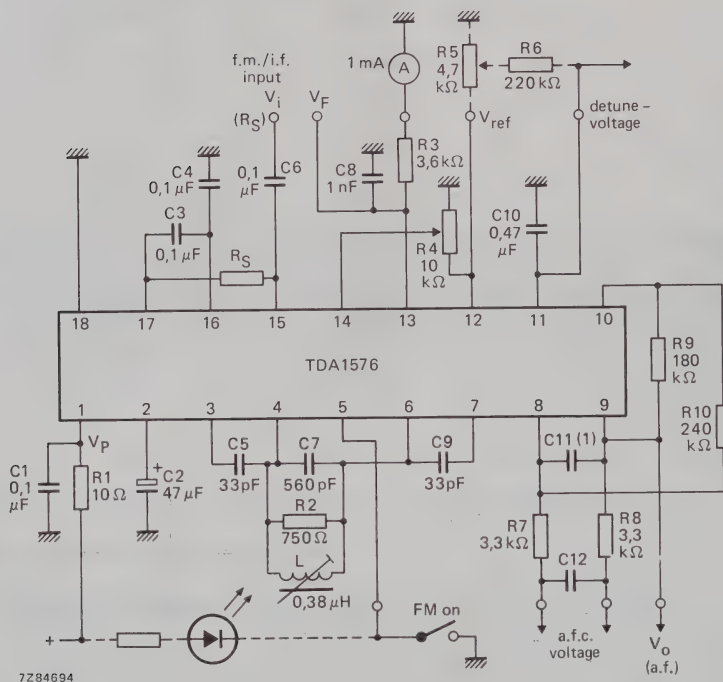 f.m./i.f.
input
Vi
(RS)
VF
1 mA
A
R5
4,7
kΩ
R6
220 kΩ
detune-
voltage
Vref
C4
0,1 μF
C3
0,1 μF
0,1
μF
C6
RS
C8
1 nF
R3
3,6 kΩ
R4
10
kΩ
C10
0,47
μF
18 17 16 15 14 13 12 11 10
TDA1576
1 2 3 4 5 6 7 8 9
R9
180
kΩ
R10
240
kΩ
VP
C1
0,1
μF
R1
10 Ω
+
C2
47 μF
C5
33 pF
C7
560 pF
C9
33 pF
R2
750 Ω
L
0,38 μH
C11 (1)
R7
3,3 kΩ
R8
3,3
kΩ
C12
FM on
+
a.f.c.
voltage
Vo
(a.f.)
7Z84694